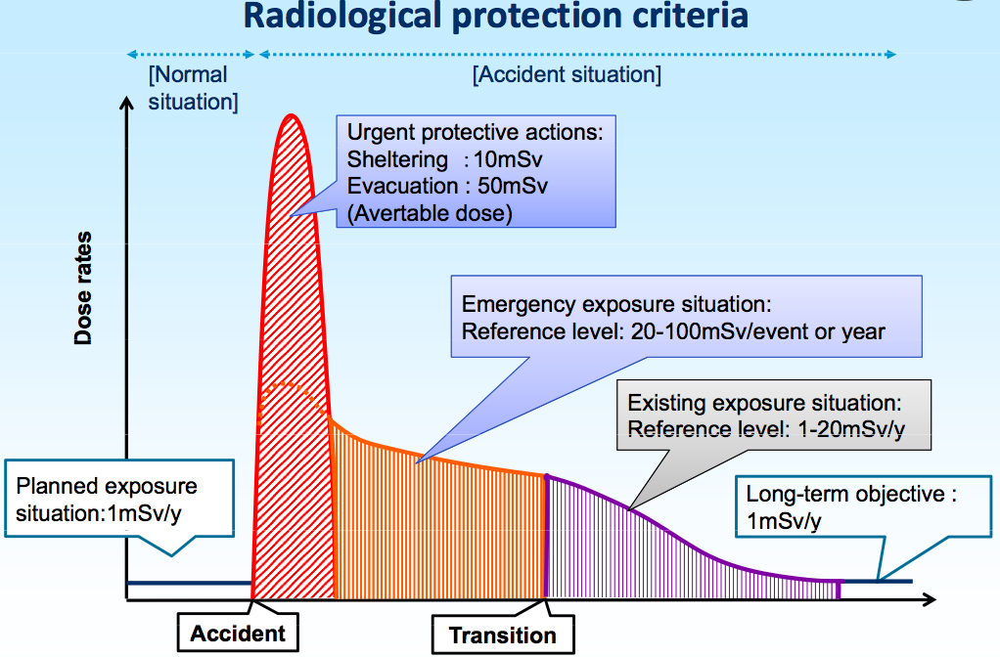 Radiological protection criteria
[Normal
situation]
[Accident situation]
Urgent protective actions:
Sheltering : 10mSv
Evacuation : 50mSv
(Avertable dose)
Dose rates
Emergency exposure situation:
Reference level: 20-100mSv/event or year
Existing exposure situation:
Reference level: 1-20mSv/y
Planned exposure
situation:1mSv/y
Long-term objective :
1mSv/y
Accident
Transition